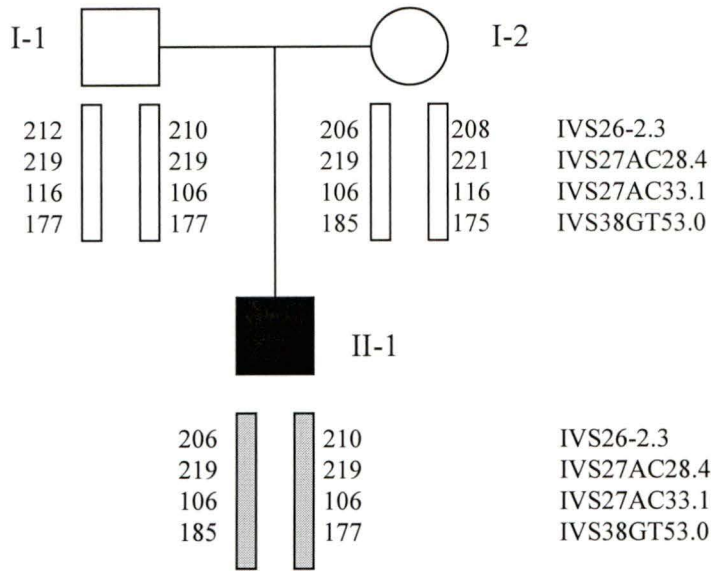 I-1 I-2
212 210 206 208 IVS26-2.3
219 219 219 221 IVS27AC28.4
116 106 106 116 IVS27AC33.1
177 177 185 175 IVS38GT53.0
II-1
206 210 IVS26-2.3
219 219 IVS27AC28.4
106 106 IVS27AC33.1
185 177 IVS38GT53.0